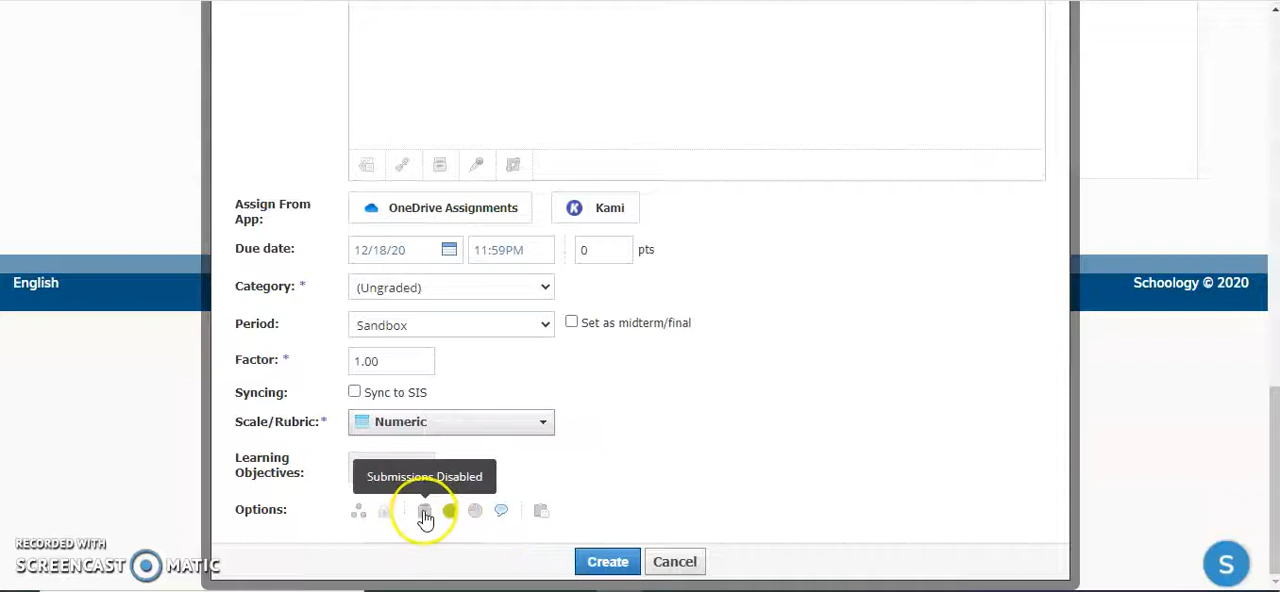 Assign From App:
OneDrive Assignments
Kami
Due date:
12/18/20
11:59PM
0
pts
English
Schoology © 2020
Category: *
(Ungraded)
Period:
Sandbox
Set as midterm/final
Factor: *
1.00
Syncing:
Sync to SIS
Scale/Rubric:*
Numeric
Learning Objectives:
Submissions Disabled
Options:
Create
Cancel
RECORDED WITH
SCREENCAST MATIC
S